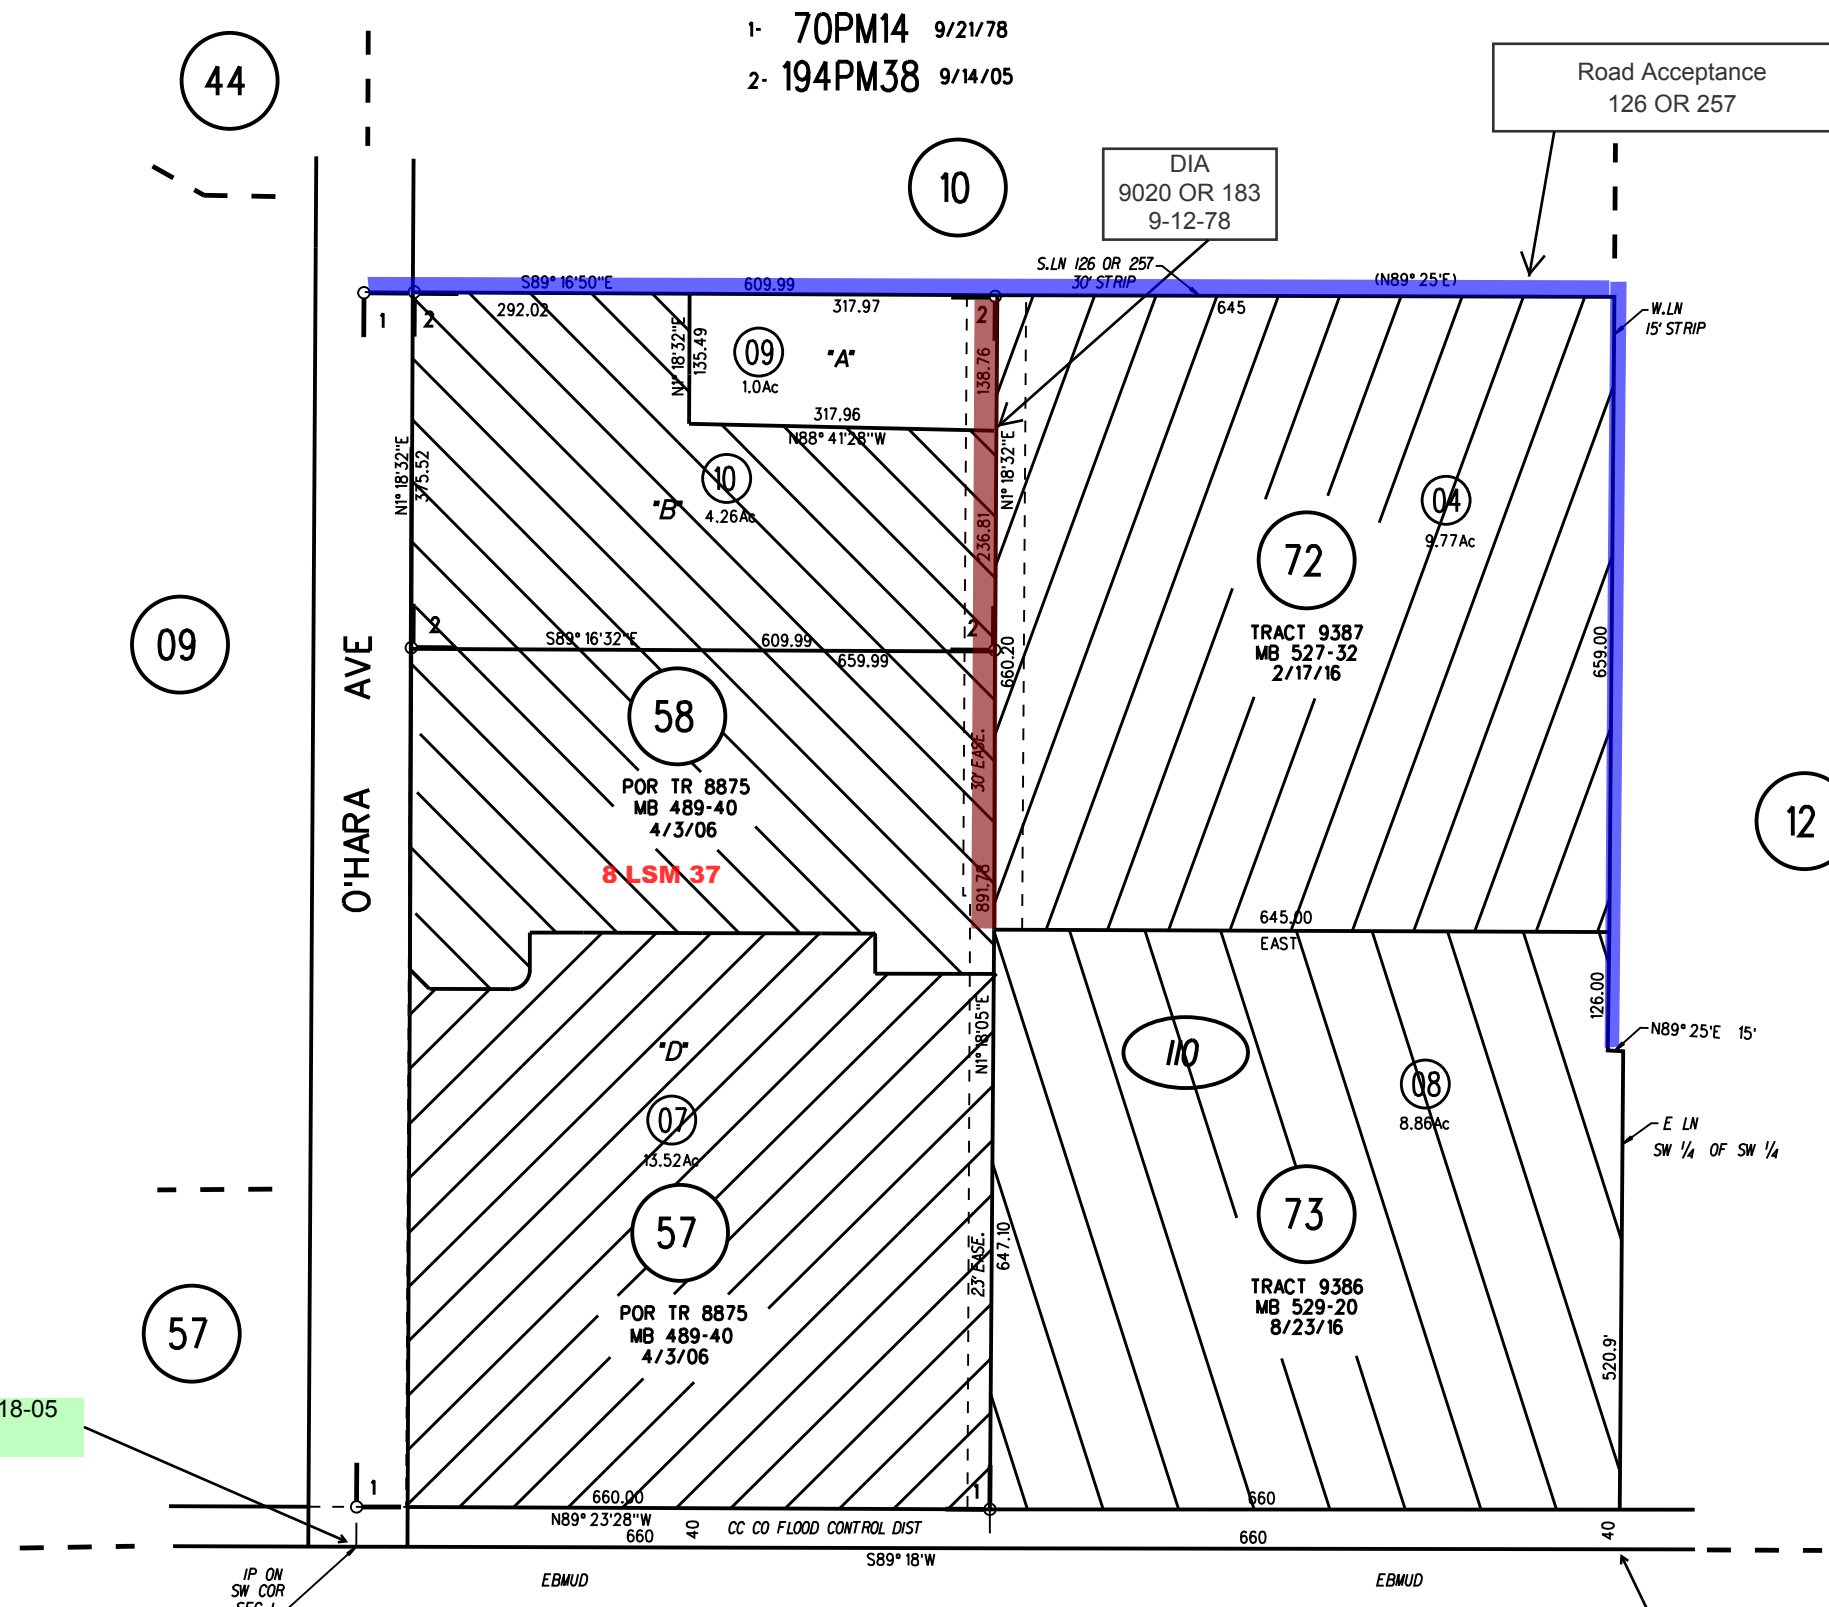 1- 70PM14 9/21/78
2- 194PM38 9/14/05
44
10
Road Acceptance
126 OR 257
DIA
9020 OR 183
9-12-78
S.LN 126 OR 257
30' STRIP
S89°16'50"E
609.99
(N89°25'E)
1
2
292.02
317.97
2
645
W.LN
15' STRIP
N1°18'32"E
135.49
09
1.0Ac
"A"
138.76
317.96
N88°41'28"W
N1°18'32"E
375.52
10
"B"
4.26Ac
N1°18'32"E
236.81
04
9.77Ac
72
TRACT 9387
MB 527-32
2/17/16
09
O'HARA AVE
2
S89°16'32"E
609.99
659.99
2
660.20
659.00
58
POR TR 8875
MB 489-40
4/3/06
8 LSM 37
30' EASE.
891.78
12
645.00
EAST
126.00
N89°25'E 15'
N1°18'05"E
110
"D"
07
13.52Ac
08
8.86Ac
E LN
SW 1/4 OF SW 1/4
57
POR TR 8875
MB 489-40
4/3/06
73
TRACT 9386
MB 529-20
8/23/16
23' EASE.
647.10
520.9'
57
18-05
1
660.00
1
660
N89°23'28"W
660
40
CC CO FLOOD CONTROL DIST
660
40
S89°18'W
IP ON
SW COR
EBMUD
EBMUD